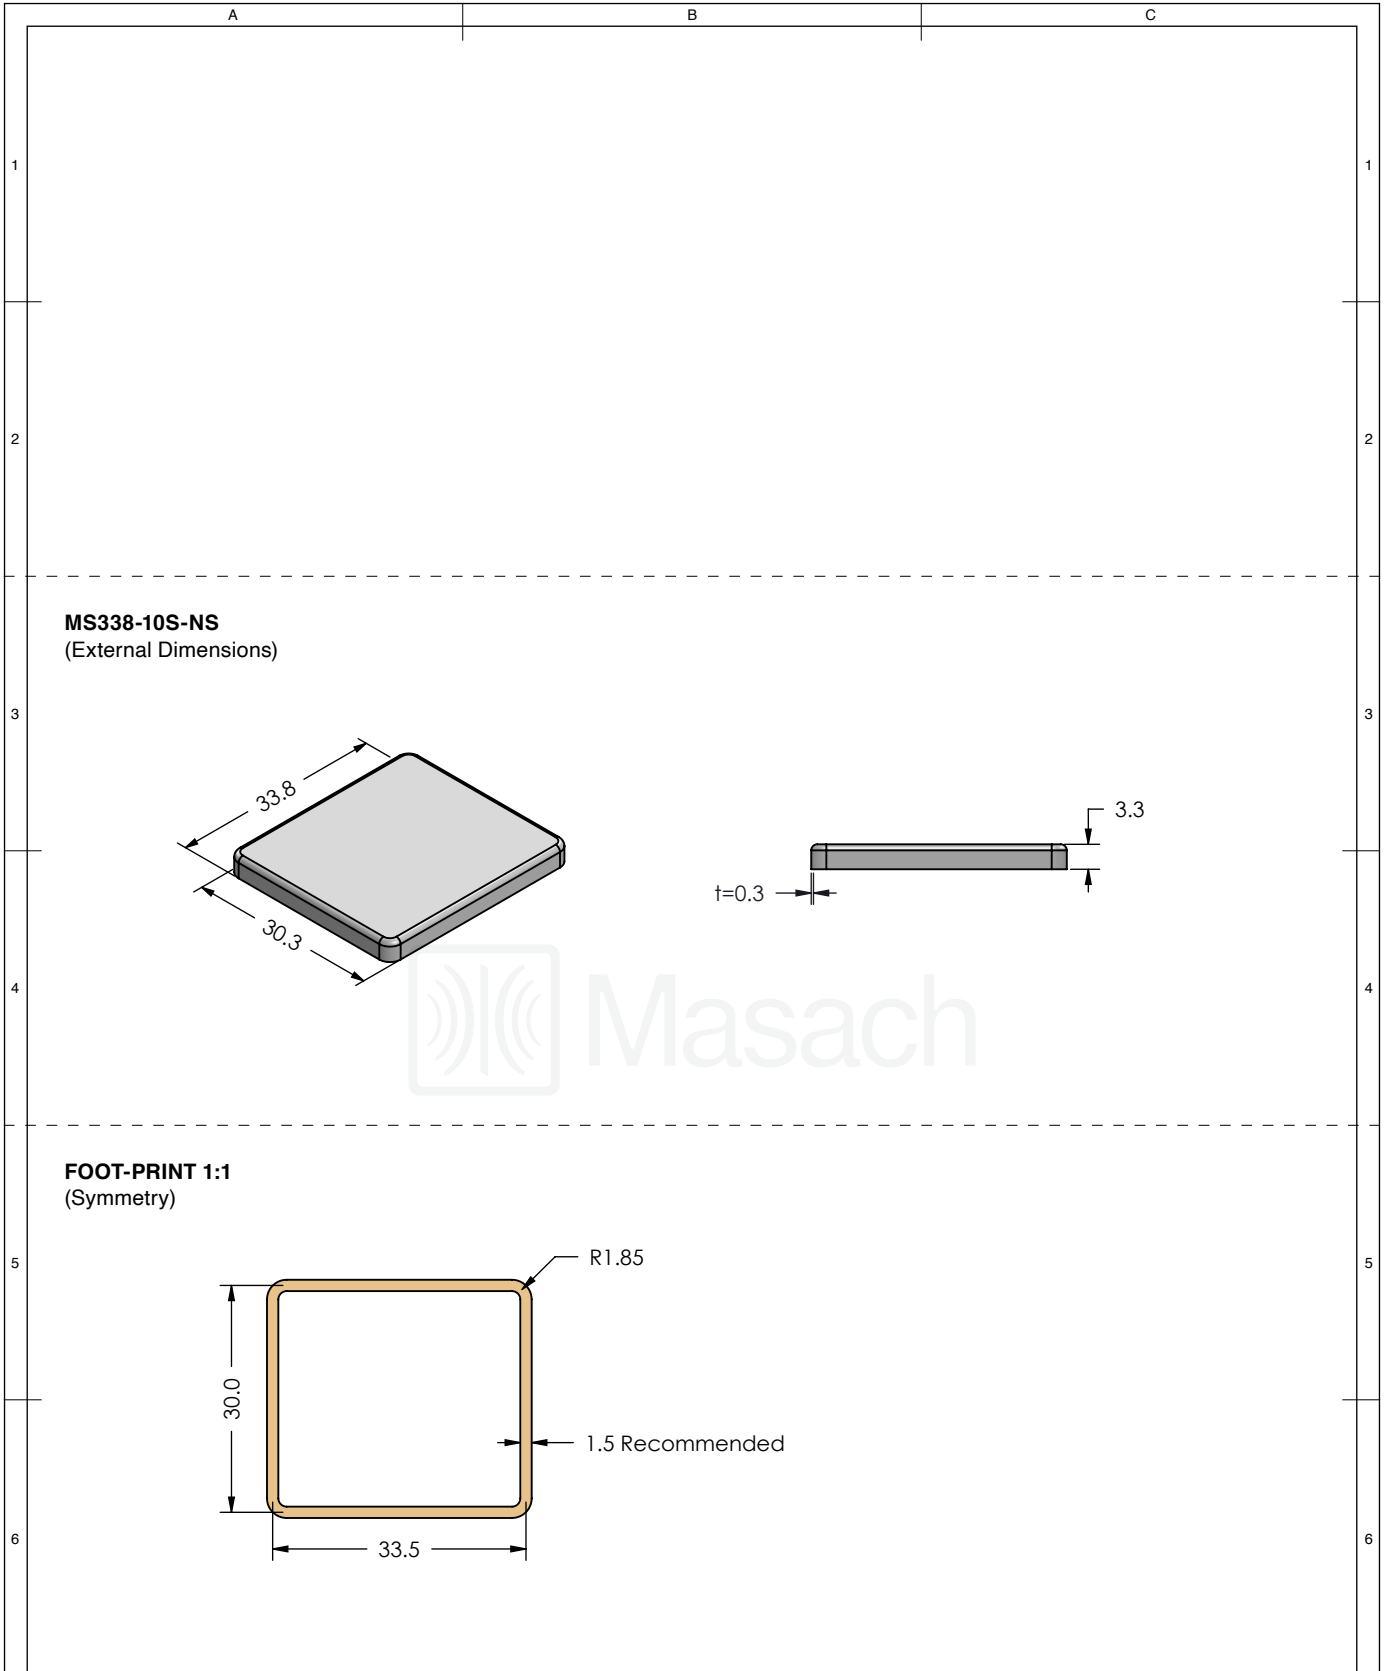 A B C
1 1
2 2
MS338-10S-NS
(External Dimensions)
3 3
33.8
3.3
t=0.3
30.3
4 4
Masach
FOOT-PRINT 1:1
(Symmetry)
5 5
R1.85
30.0
1.5 Recommended
6 6
33.5